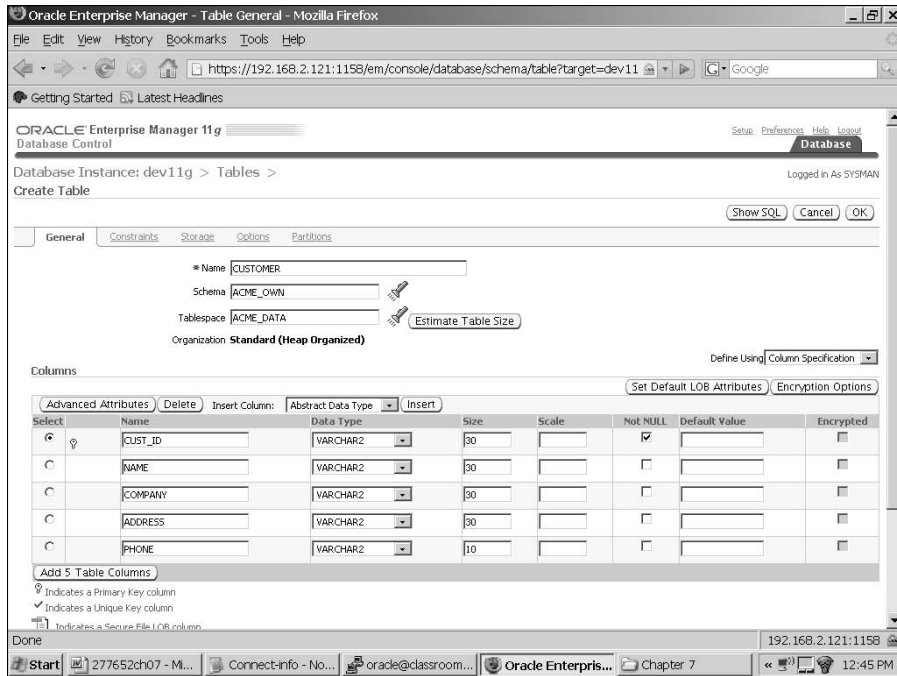 Oracle Enterprise Manager - Table General - Mozilla Firefox
File Edit View History Bookmarks Tools Help
https://192.168.2.121:1158/em/console/database/schema/table?target=dev11 G Google
Getting Started Latest Headlines
ORACLE Enterprise Manager 11g
Database Control
Setup Preferences Help Logout
Database
Database Instance: dev11g > Tables >
Logged in As SYSMAN
Create Table
Show SQL Cancel OK
General Constraints Storage Options Partitions
* Name CUSTOMER
Schema ACME_OWN
Tablespace ACME_DATA Estimate Table Size
Organization Standard (Heap Organized)
Define Using Column Specification
Columns
Set Default LOB Attributes Encryption Options
Advanced Attributes Delete Insert Column: Abstract Data Type Insert
Select Name Data Type Size Scale Not NULL Default Value Encrypted
CUST_ID VARCHAR2 30
NAME VARCHAR2 30
COMPANY VARCHAR2 30
ADDRESS VARCHAR2 30
PHONE VARCHAR2 10
Add 5 Table Columns
Indicates a Primary Key column
Indicates a Unique Key column
Indicates a Secure File LOB column
Done 192.168.2.121:1158
Start 277652ch07 - Mi... Connect-info - No... oracle@classroom... Oracle Enterpris... Chapter 7 « 12:45 PM